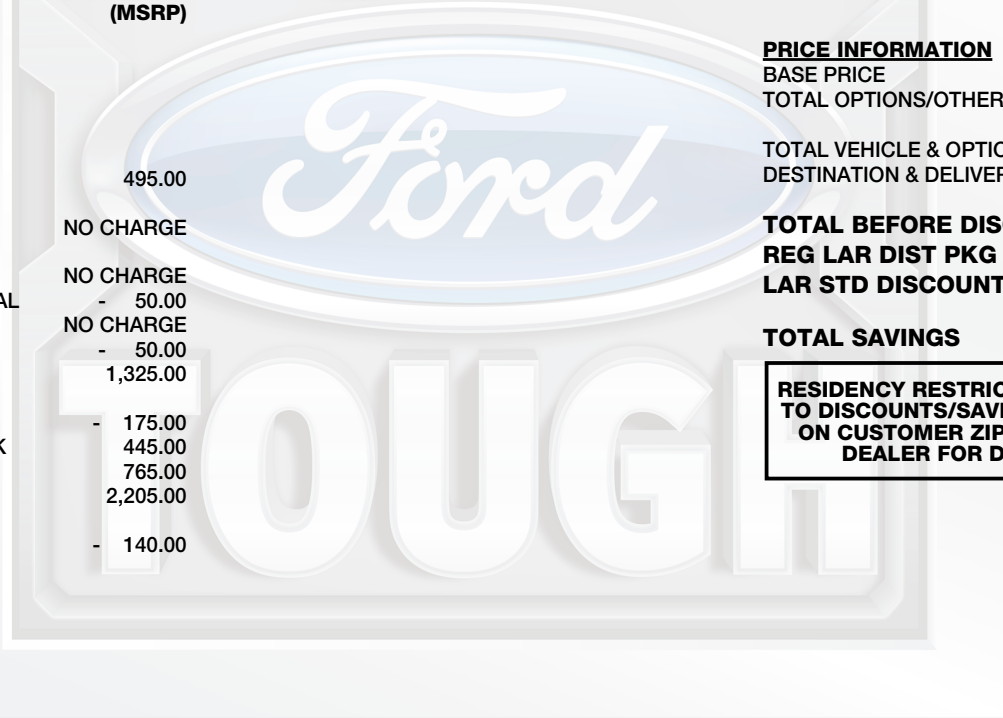 (MSRP)
495.00
NO CHARGE
NO CHARGE
AL - 50.00
NO CHARGE
- 50.00
1,325.00
- 175.00
K 445.00
765.00
2,205.00
- 140.00
PRICE INFORMATION
BASE PRICE
TOTAL OPTIONS/OTHER
TOTAL VEHICLE & OPTIO
DESTINATION & DELIVER
TOTAL BEFORE DISC
REG LAR DIST PKG
LAR STD DISCOUNT
TOTAL SAVINGS
RESIDENCY RESTRIC
TO DISCOUNTS/SAVI
ON CUSTOMER ZIP
DEALER FOR D
Ford
TOUGH